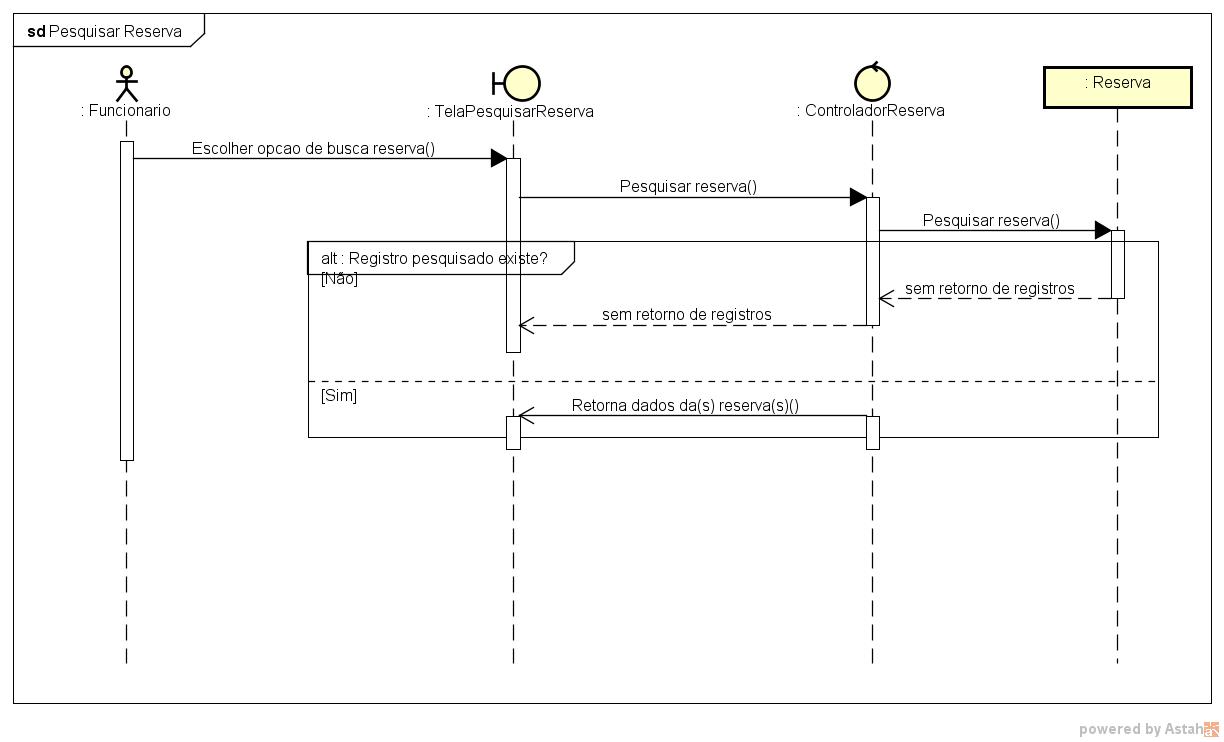 sd Pesquisar Reserva
: Funcionario
: TelaPesquisarReserva
: ControladorReserva
: Reserva
Escolher opcao de busca reserva()
Pesquisar reserva()
Pesquisar reserva()
alt : Registro pesquisado existe?
[Não]
sem retorno de registros
sem retorno de registros
[Sim]
Retorna dados da(s) reserva(s)()
powered by Astah